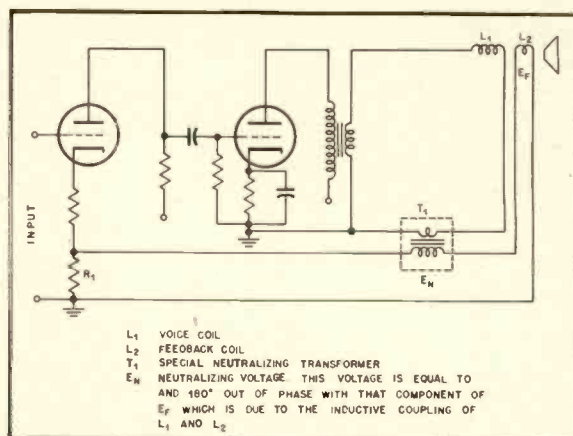 L1
L2
EF
T1
EN
INPUT
R1
L1 VOICE COIL
L2 FEEDBACK COIL
T1 SPECIAL NEUTRALIZING TRANSFORMER
EN NEUTRALIZING VOLTAGE. THIS VOLTAGE IS EQUAL TO
AND 180° OUT OF PHASE WITH THAT COMPONENT OF
EF WHICH IS DUE TO THE INDUCTIVE COUPLING OF
L1 AND L2